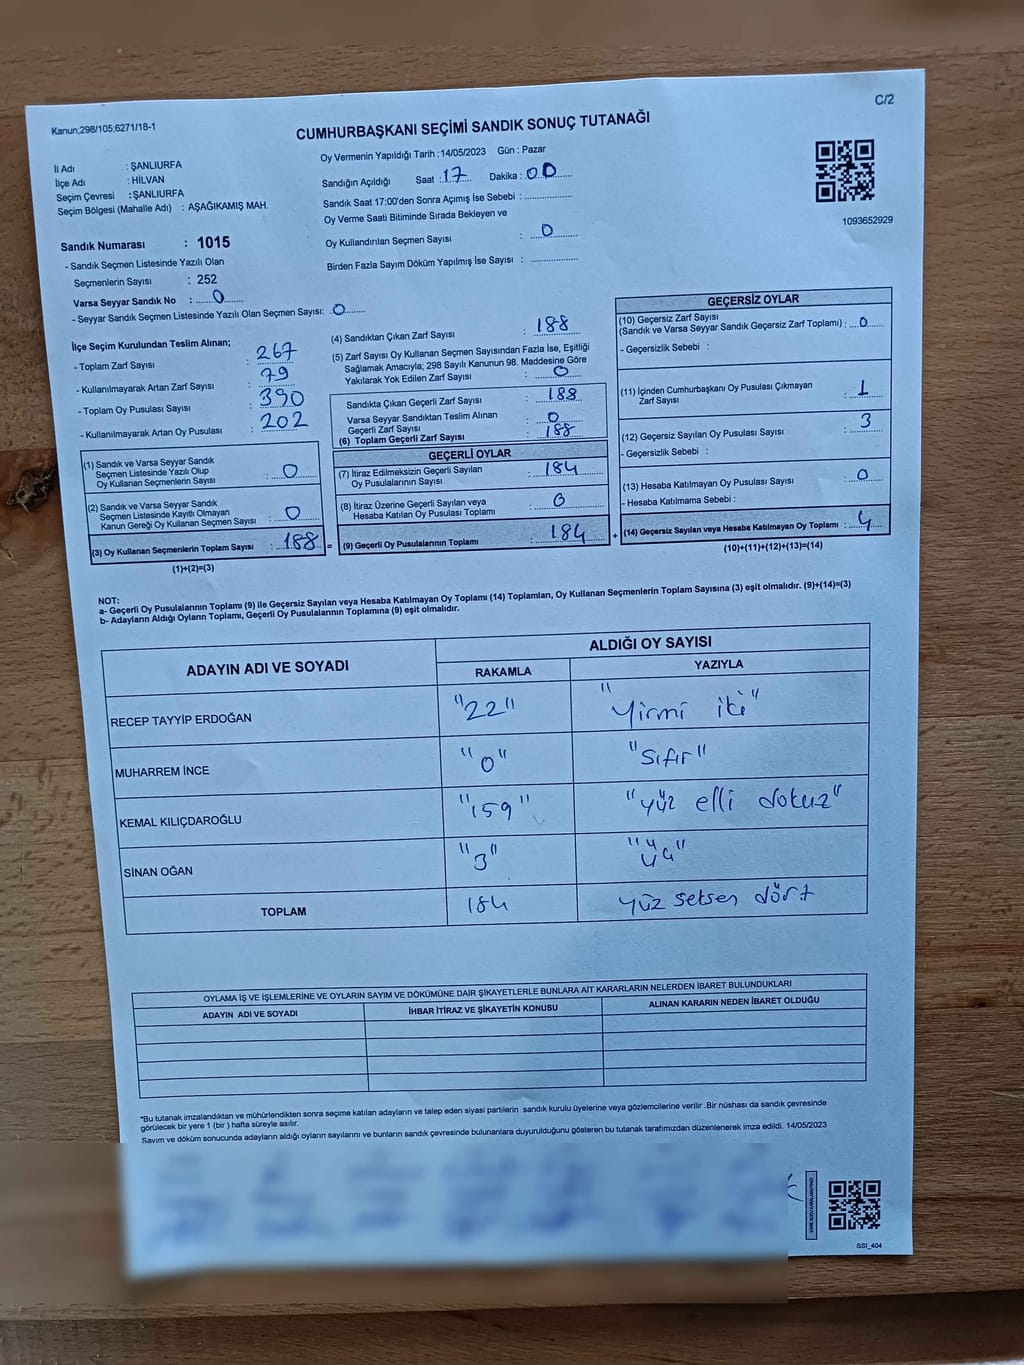 C/2
Kanun,298/105,6271/18-1
CUMHURBAŞKANI SEÇİMİ SANDIK SONUÇ TUTANAĞI
İl Adı : ŞANLIURFA
İlçe Adı : HİLVAN
Seçim Çevresi : ŞANLIURFA
Seçim Bölgesi (Mahalle Adı) : AŞAĞIKAMIŞ MAH.
Oy Vermenin Yapıldığı Tarih : 14/05/2023 Gün : Pazar
Sandığın Açıldığı Saat : 17 Dakika : 00
Sandık Saat 17:00'den Sonra Açımış İse Sebebi :
Oy Verme Saati Bitiminde Sırada Bekleyen ve
Oy Kullandırılan Seçmen Sayısı : 0
Birden Fazla Sayım Döküm Yapılmış İse Sayısı :
1093652929
Sandık Numarası : 1015
- Sandık Seçmen Listesinde Yazılı Olan
Seçmenlerin Sayısı : 252
Varsa Seyyar Sandık No : 0
- Seyyar Sandık Seçmen Listesinde Yazılı Olan Seçmen Sayısı: 0
İlçe Seçim Kurulundan Teslim Alınan;
- Toplam Zarf Sayısı : 267
- Kullanılmayarak Artan Zarf Sayısı : 79
- Toplam Oy Pusulası Sayısı : 390
- Kullanılmayarak Artan Oy Pusulası : 202
(1) Sandık ve Varsa Seyyar Sandık
Seçmen Listesinde Yazılı Olup
Oy Kullanan Seçmenlerin Sayısı : 0
(2) Sandık ve Varsa Seyyar Sandık
Seçmen Listesinde Kayıtlı Olmayan
Kanun Gereği Oy Kullanan Seçmen Sayısı : 0
(3) Oy Kullanan Seçmenlerin Toplam Sayısı : 188 =
(1)+(2)=(3)
(4) Sandıktan Çıkan Zarf Sayısı : 188
(5) Zarf Sayısı Oy Kullanan Seçmen Sayısından Fazla İse, Eşitliği
Sağlamak Amacıyla; 298 Sayılı Kanunun 98. Maddesine Göre
Yakılarak Yok Edilen Zarf Sayısı : 0
Sandıkta Çıkan Geçerli Zarf Sayısı : 188
Varsa Seyyar Sandıktan Teslim Alınan
Geçerli Zarf Sayısı : 0
(6) Toplam Geçerli Zarf Sayısı : 188
GEÇERLİ OYLAR
(7) İtiraz Edilmeksizin Geçerli Sayılan
Oy Pusulasının Sayısı : 184
(8) İtiraz Üzerine Geçerli Sayılan veya
Hesaba Katılan Oy Pusulası Toplamı : 0
(9) Geçerli Oy Pusulalarının Toplamı : 184 +
GEÇERSİZ OYLAR
(10) Geçersiz Zarf Sayısı
(Sandık ve Varsa Seyyar Sandık Geçersiz Zarf Toplamı) : 0
- Geçersizlik Sebebi :
(11) İçinden Cumhurbaşkanı Oy Pusulası Çıkmayan
Zarf Sayısı : 1
(12) Geçersiz Sayılan Oy Pusulası Sayısı : 3
- Geçersizlik Sebebi :
(13) Hesaba Katılmayan Oy Pusulası Sayısı : 0
- Hesaba Katılmama Sebebi :
(14) Geçersiz Sayılan veya Hesaba Katılmayan Oy Toplamı : 4
(10)+(11)+(12)+(13)=(14)
NOT:
a- Geçerli Oy Pusulalarının Toplamı (9) ile Geçersiz Sayılan veya Hesaba Katılmayan Oy Toplamı (14) Toplamları, Oy Kullanan Seçmenlerin Toplam Sayısına (3) eşit olmalıdır. (9)+(14)=(3)
b- Adayların Aldığı Oyların Toplamı, Geçerli Oy Pusulalarının Toplamına (9) eşit olmalıdır.
ADAYIN ADI VE SOYADI
ALDIĞI OY SAYISI
RAKAMLA YAZIYLA
RECEP TAYYİP ERDOĞAN "22" "Yirmi iki"
MUHARREM İNCE "0" "Sıfır"
KEMAL KILIÇDAROĞLU "159" "yüz elli dokuz"
SİNAN OĞAN "3" "Üç"
TOPLAM 184 yüz seksen dört
OYLAMA İŞ VE İŞLEMLERİNE VE OYLARIN SAYIM VE DÖKÜMÜNE DAİR ŞİKAYETLERLE BUNLARA AİT KARARLARIN NELERDEN İBARET BULUNDUKLARI
ADAYIN ADI VE SOYADI İHBAR İTİRAZ VE ŞİKAYETİN KONUSU ALINAN KARARIN NEDEN İBARET OLDUĞU
*Bu tutanak imzalandıktan ve mühürlendikten sonra seçime katılan adayların ve talep eden siyasi partilerin sandık kurulu üyelerine veya gözlemcilerine verilir .Bir nüshası da sandık çevresinde
görülecek bir yere 1 (bir ) hafta süreyle asılır.
Sayım ve döküm sonucunda adayların aldığı oyların sayılarını ve bunların sandık çevresinde bulunanlara duyurulduğunu gösteren bu tutanak tarafımızdan düzenlenerek imza edildi. 14/05/2023
SSI_404